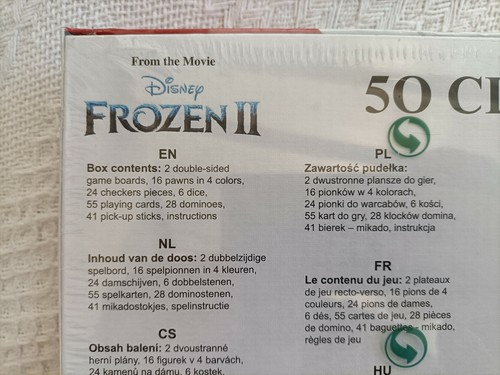 From the Movie
Disney
FROZEN II
50 CL
EN
Box contents: 2 double-sided
game boards, 16 pawns in 4 colors,
24 checkers pieces, 6 dice,
55 playing cards, 28 dominoes,
41 pick-up sticks, instructions
NL
Inhoud van de doos: 2 dubbelzijdige
spelbord, 16 spelpionnen in 4 kleuren,
24 damschijven, 6 dobbelstenen,
55 spelkarten, 28 dominostenen,
41 mikadostokjes, spelinstructie
CS
Obsah balení: 2 dvoustranné
herní plány, 16 figurek v 4 barvách,
24 kamenů na dámu, 6 kostek,
PL
Zawartość pudełka:
2 dwustronne plansze do gier,
16 pionków w 4 kolorach,
24 pionki do warcabów, 6 kości,
55 kart do gry, 28 klocków domina,
41 bierek – mikado, instrukcja
FR
Le contenu du jeu: 2 plateaux
de jeu recto-verso, 16 pions de 4
couleurs, 24 pions de dames,
6 dés, 55 cartes de jeu, 28 pièces
de domino, 41 baguettes - mikado,
règles de jeu
HU